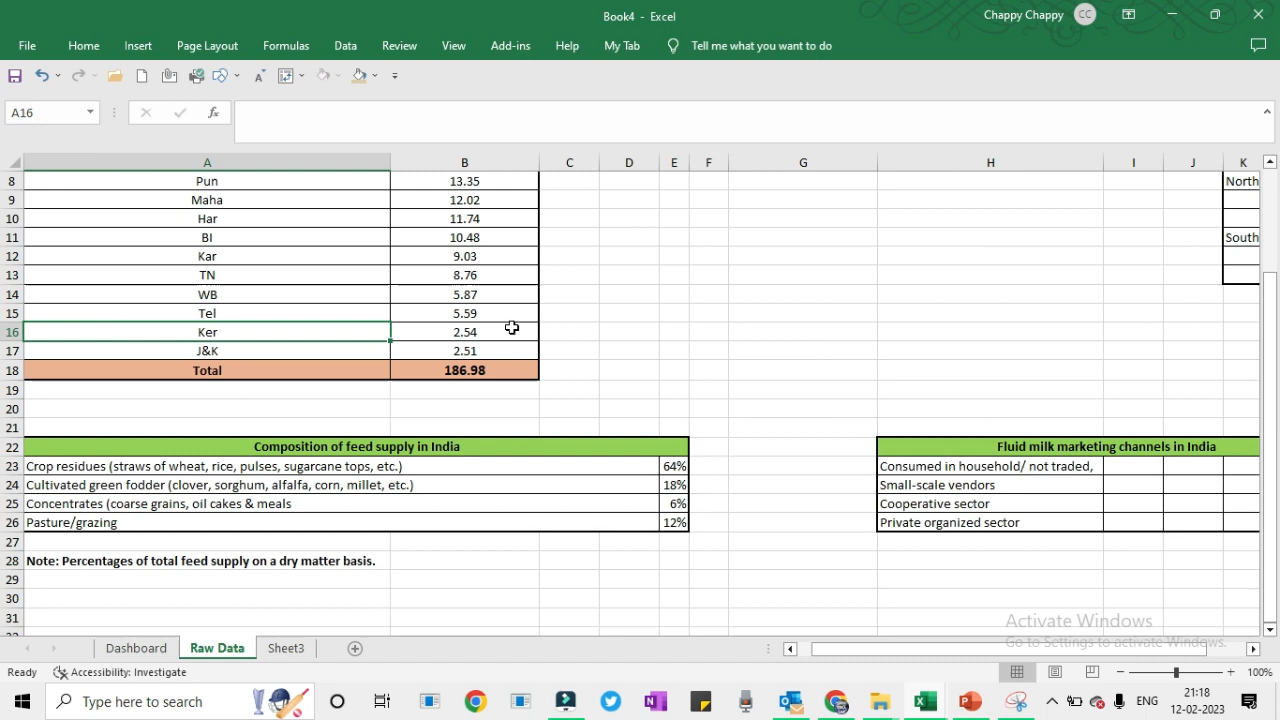 Book4 - Excel
Chappy Chappy CC
File Home Insert Page Layout Formulas Data Review View Add-ins Help My Tab Tell me what you want to do
A16 fx
A B C D E F G H I J K
8 Pun 13.35 North
9 Maha 12.02
10 Har 11.74
11 BI 10.48 South
12 Kar 9.03
13 TN 8.76
14 WB 5.87
15 Tel 5.59
16 Ker 2.54
17 J&K 2.51
18 Total 186.98
19
20
21
22 Composition of feed supply in India Fluid milk marketing channels in India
23 Crop residues (straws of wheat, rice, pulses, sugarcane tops, etc.) 64% Consumed in household/ not traded,
24 Cultivated green fodder (clover, sorghum, alfalfa, corn, millet, etc.) 18% Small-scale vendors
25 Concentrates (coarse grains, oil cakes & meals 6% Cooperative sector
26 Pasture/grazing 12% Private organized sector
27
28 Note: Percentages of total feed supply on a dry matter basis.
29
30
31
Activate Windows
Go to Settings to activate Windows.
Dashboard Raw Data Sheet3
Ready Accessibility: Investigate 100%
Type here to search ENG 21:18
12-02-2023